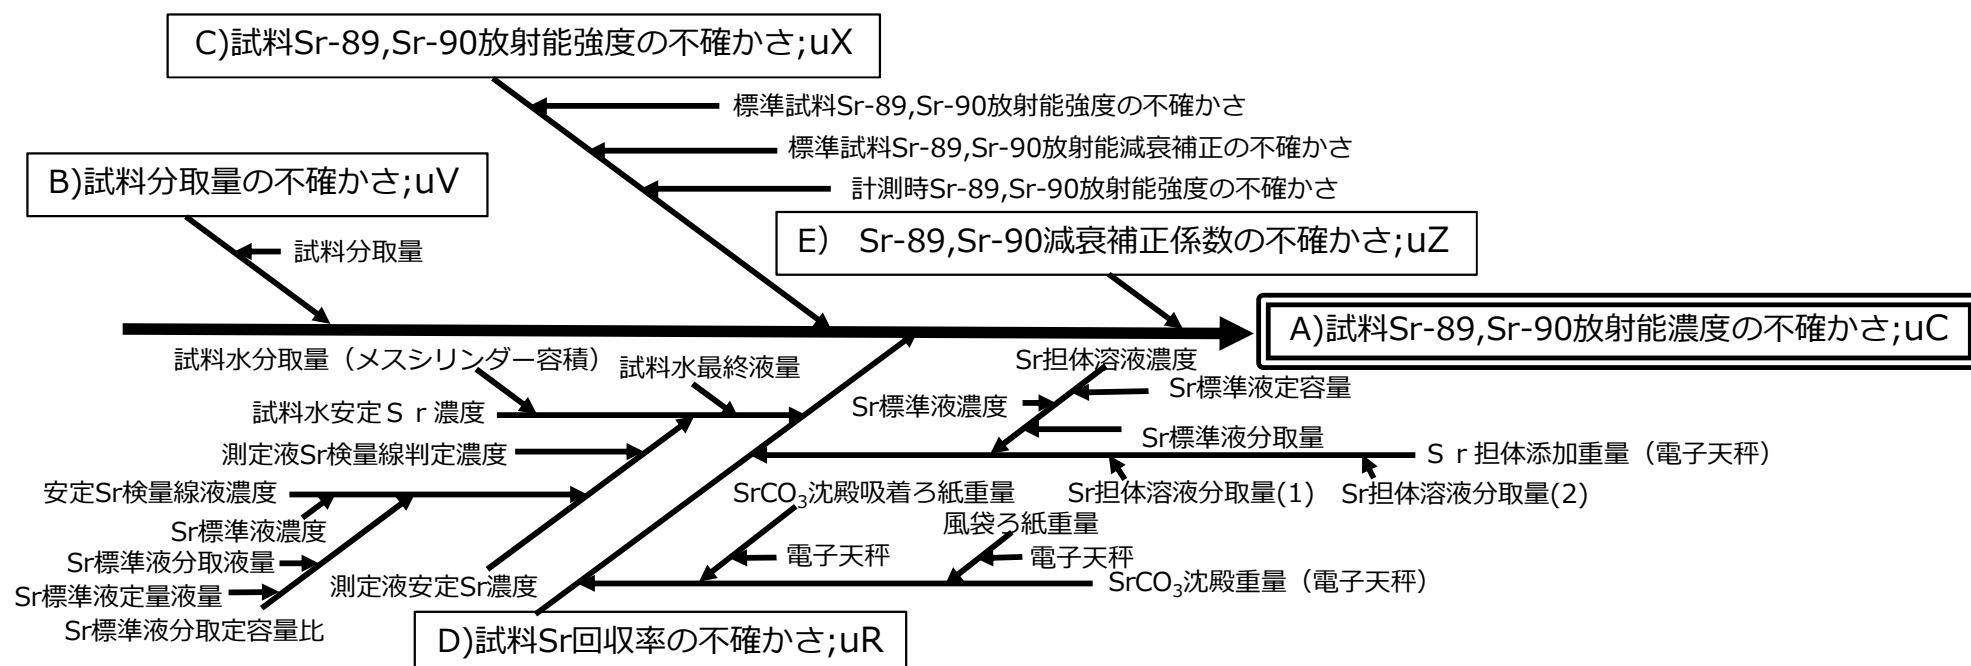 C)試料Sr-89,Sr-90放射能強度の不確かさ;uX
標準試料Sr-89,Sr-90放射能強度の不確かさ
標準試料Sr-89,Sr-90放射能減衰補正の不確かさ
計測時Sr-89,Sr-90放射能強度の不確かさ
B)試料分取量の不確かさ;uV
試料分取量
E) Sr-89,Sr-90減衰補正係数の不確かさ;uZ
A)試料Sr-89,Sr-90放射能濃度の不確かさ;uC
試料水分取量（メスシリンダー容積）
試料水最終液量
試料水安定Ｓｒ濃度
測定液Sr検量線判定濃度
安定Sr検量線液濃度
Sr標準液濃度
Sr標準液分取液量
Sr標準液定量液量
Sr標準液分取定容量比
測定液安定Sr濃度
Sr担体溶液濃度
Sr標準液定容量
Sr標準液濃度
Sr標準液分取量
Ｓｒ担体添加重量（電子天秤）
Sr担体溶液分取量(1)
Sr担体溶液分取量(2)
SrCO₃沈殿吸着ろ紙重量
風袋ろ紙重量
電子天秤
電子天秤
SrCO₃沈殿重量（電子天秤）
D)試料Sr回収率の不確かさ;uR